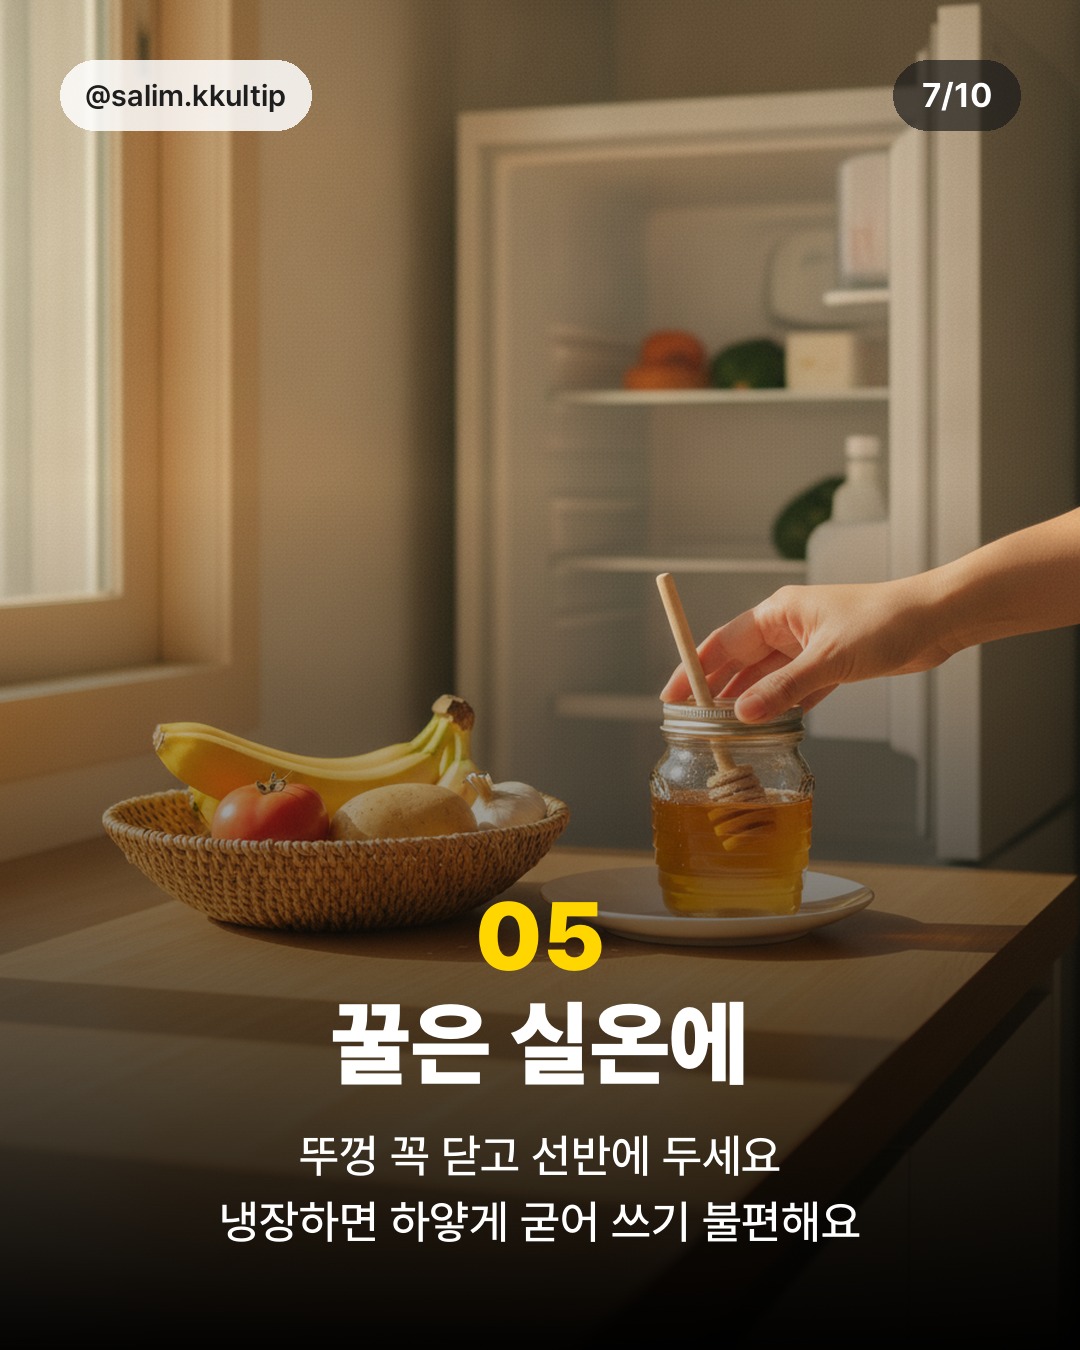 @salim.kkultip
7/10
05
꿀은 실온에
뚜껑 꼭 닫고 선반에 두세요
냉장하면 하얗게 굳어 쓰기 불편해요